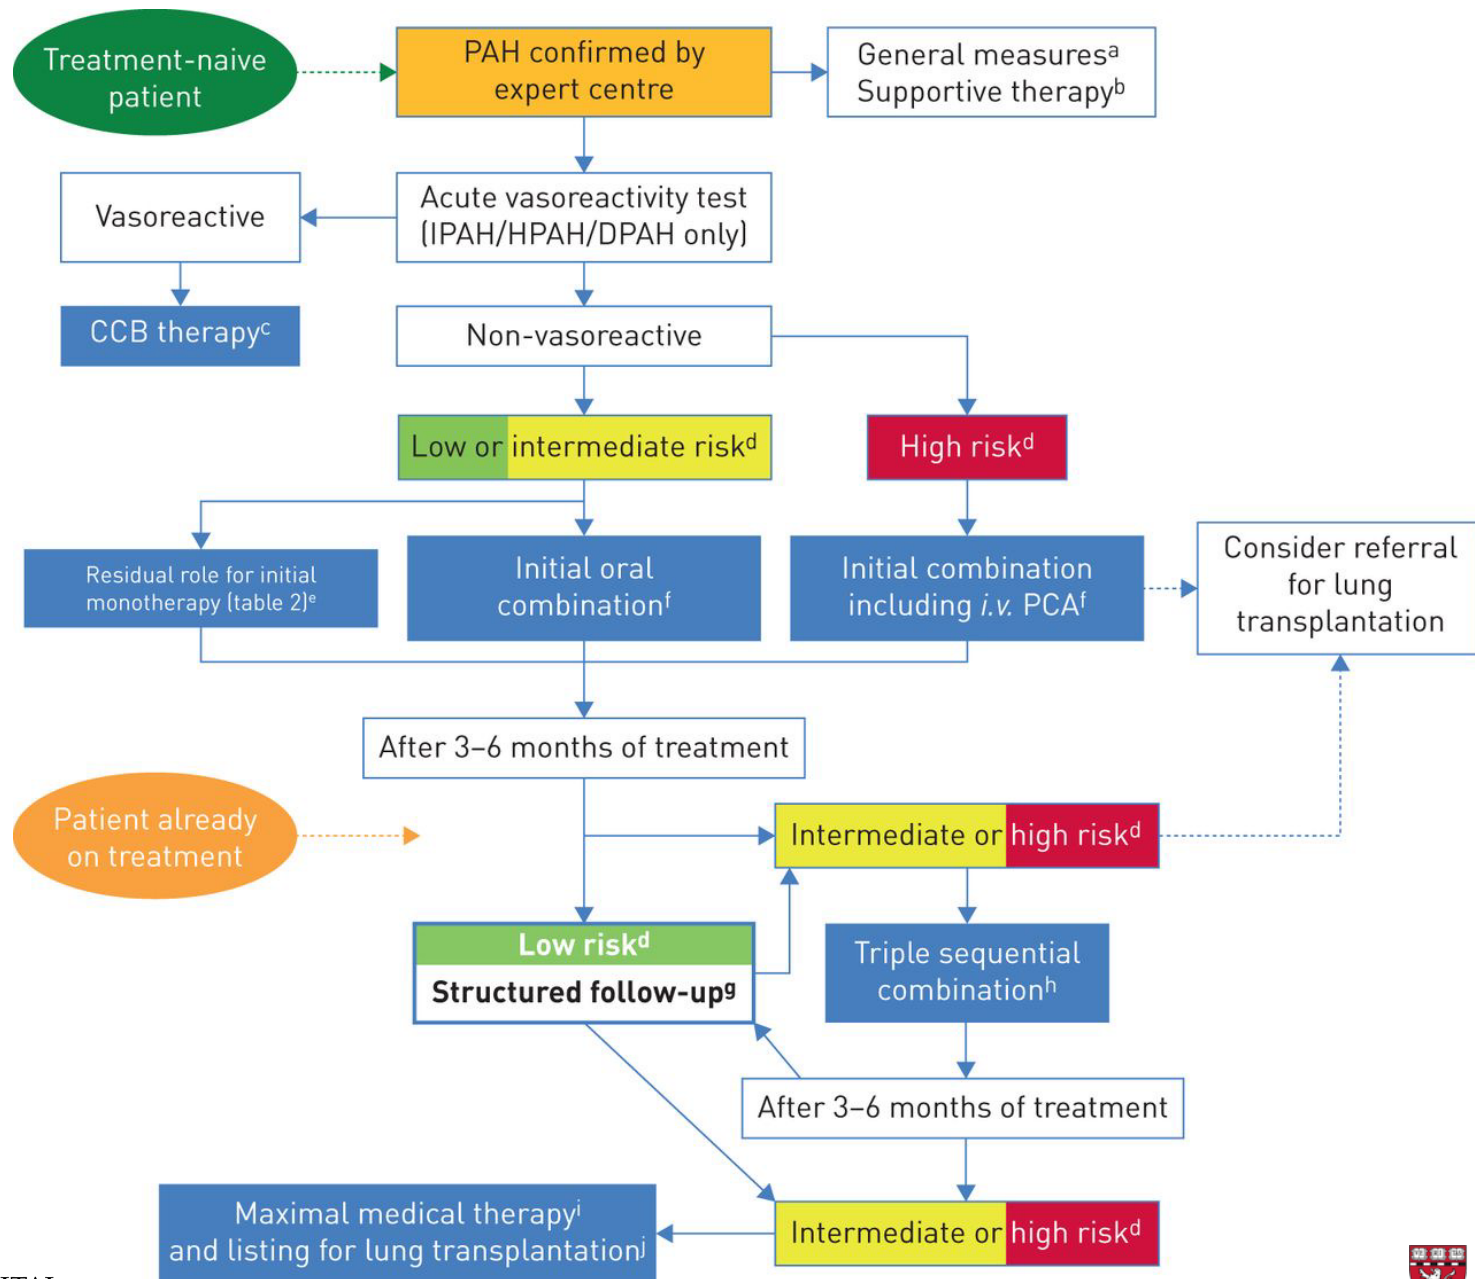 Treatment-naive
patient
PAH confirmed by
expert centre
General measuresᵃ
Supportive therapyᵇ
Vasoreactive
Acute vasoreactivity test
(IPAH/HPAH/DPAH only)
CCB therapyᶜ
Non-vasoreactive
Low or intermediate riskᵈ
High riskᵈ
Residual role for initial
monotherapy (table 2)ᵉ
Initial oral
combinationᶠ
Initial combination
including i.v. PCAᶠ
Consider referral
for lung
transplantation
After 3–6 months of treatment
Patient already
on treatment
Intermediate or high riskᵈ
Low riskᵈ
Structured follow-upᵍ
Triple sequential
combinationʰ
After 3–6 months of treatment
Maximal medical therapyⁱ
and listing for lung transplantationʲ
Intermediate or high riskᵈ